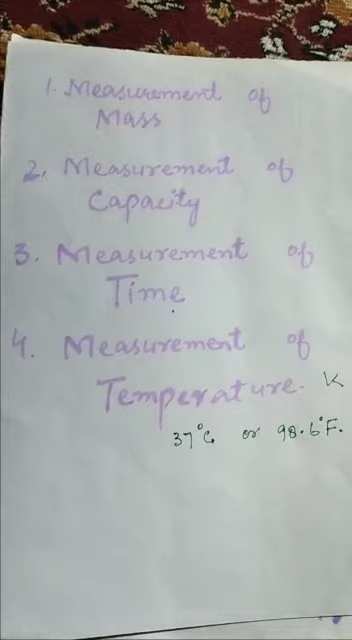 1. Measurement of
Mass
2. Measurement of
Capacity
3. Measurement of
Time
4. Measurement of
Temperature. K
37°C or 98.6°F.